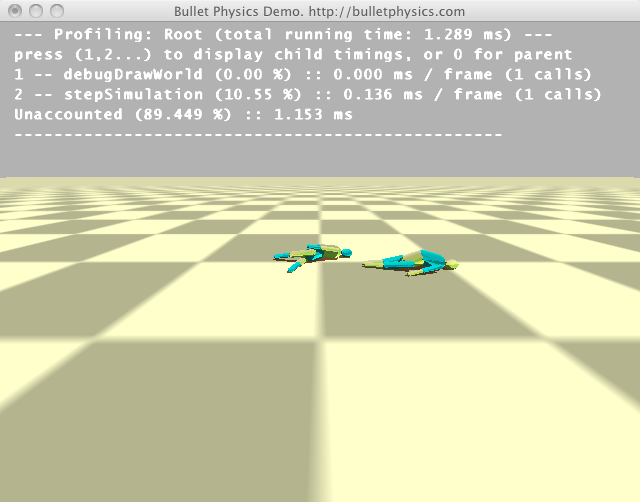 Bullet Physics Demo. http://bulletphysics.com
--- Profiling: Root (total running time: 1.289 ms) ---
press (1,2...) to display child timings, or 0 for parent
1 -- debugDrawWorld (0.00 %) :: 0.000 ms / frame (1 calls)
2 -- stepSimulation (10.55 %) :: 0.136 ms / frame (1 calls)
Unaccounted (89.449 %) :: 1.153 ms
-------------------------------------------------